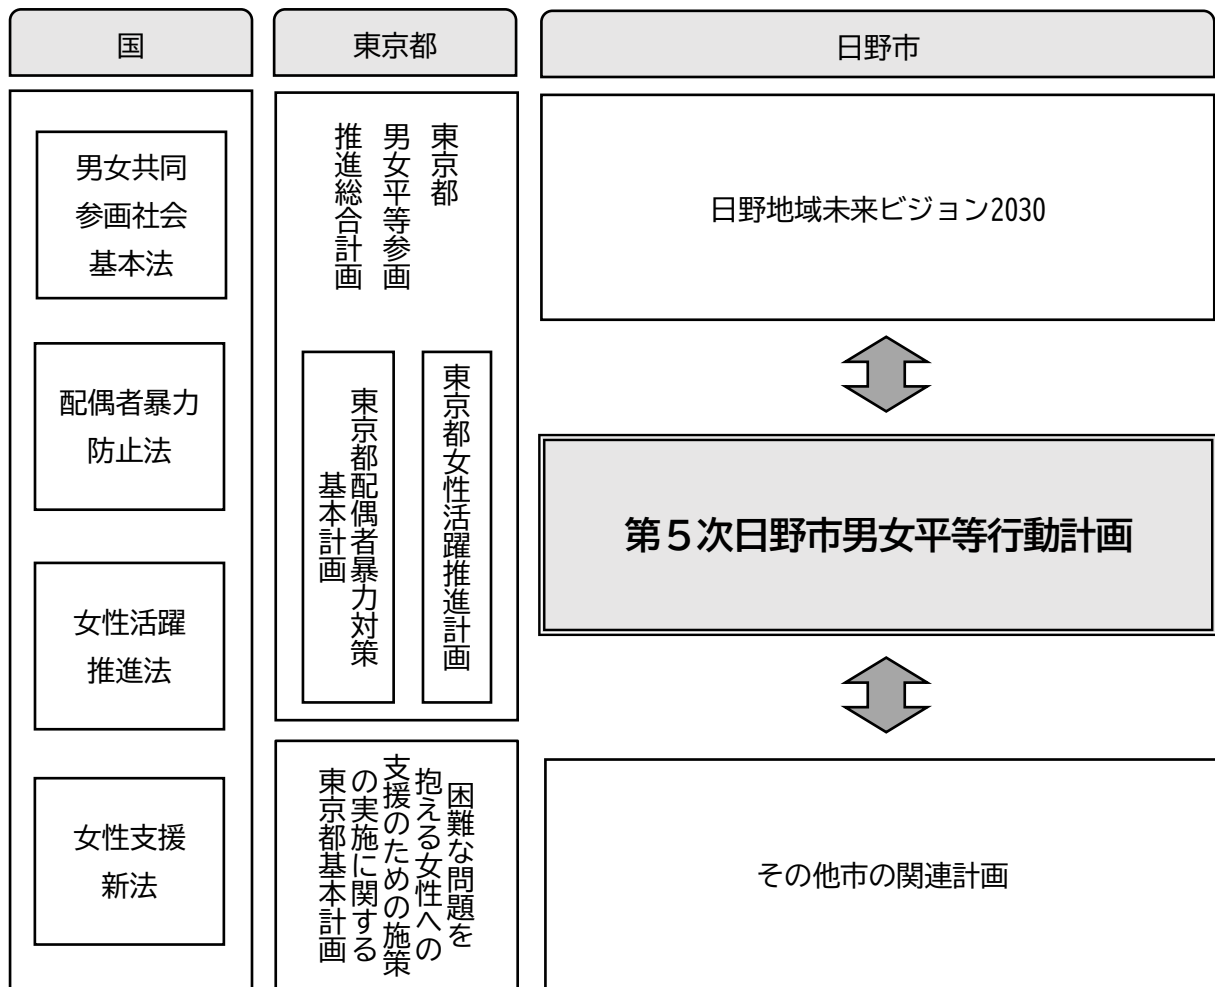 国
東京都
日野市
男女共同
参画社会
基本法
配偶者暴力
防止法
女性活躍
推進法
女性支援
新法
東京都
男女平等参画
推進総合計画
東京都女性活躍推進計画
東京都配偶者暴力対策
基本計画
困難な問題を
抱える女性への
支援のための施策
の実施に関する
東京都基本計画
日野地域未来ビジョン2030
第５次日野市男女平等行動計画
その他市の関連計画